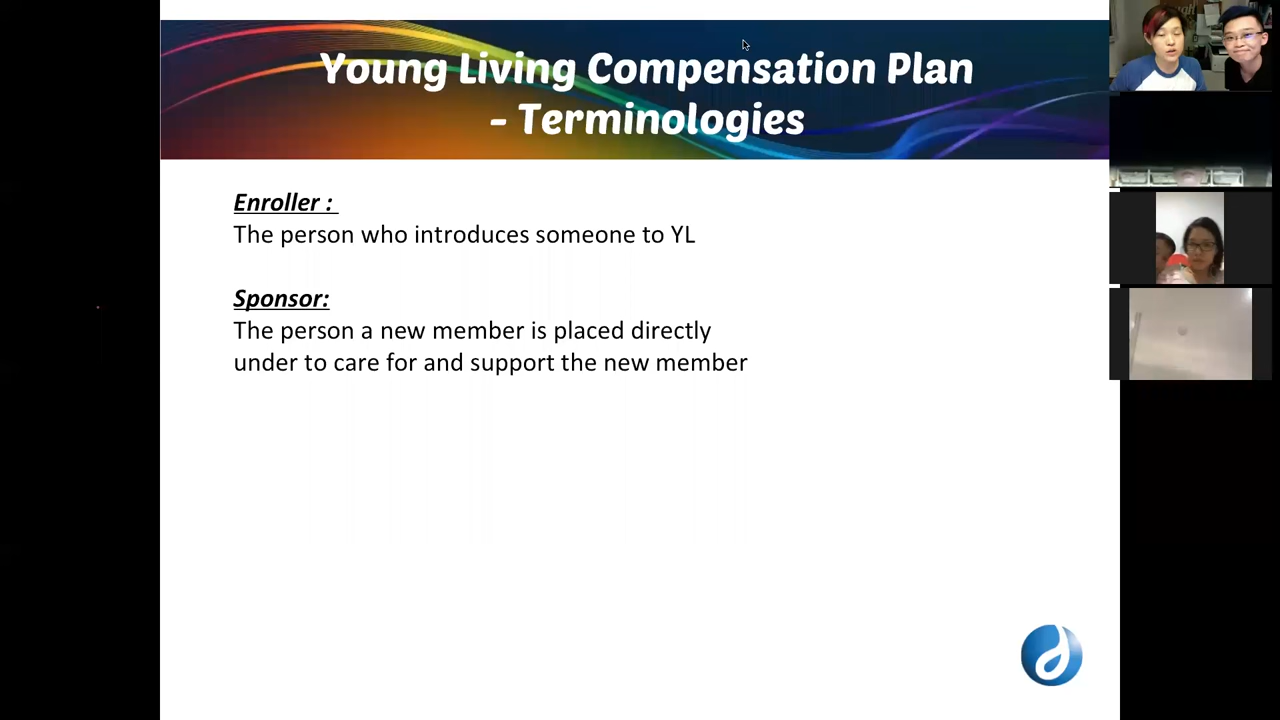 Young Living Compensation Plan
- Terminologies
Enroller :
The person who introduces someone to YL
Sponsor:
The person a new member is placed directly
under to care for and support the new member